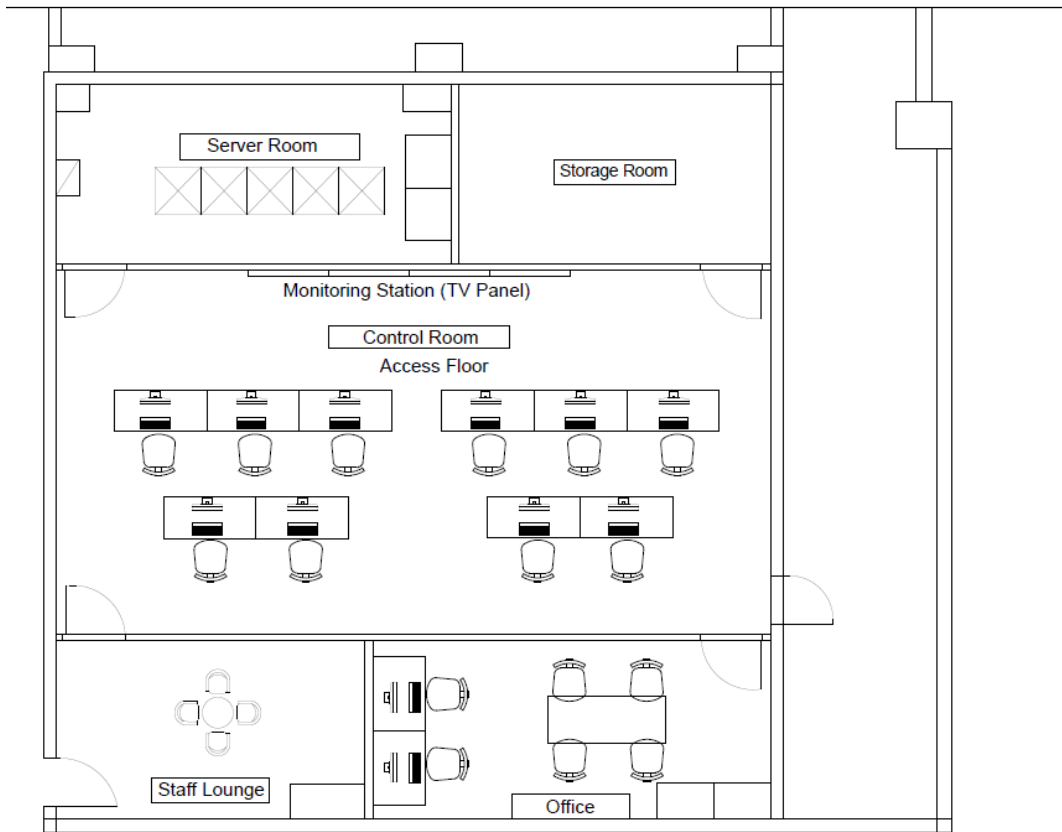 Server Room
Storage Room
Monitoring Station (TV Panel)
Control Room
Access Floor
Staff Lounge
Office